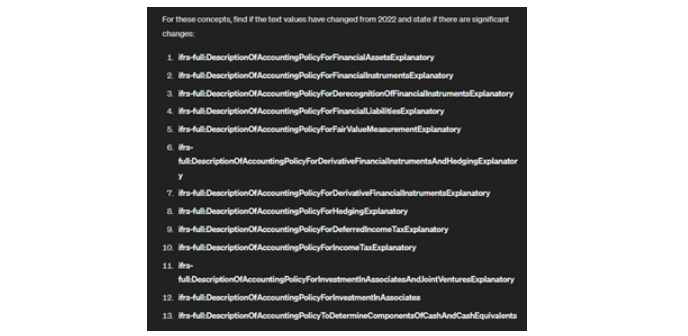 For these concepts, find if the text values have changed from 2022 and state if there are significant
changes:
1. ifrs-full:DescriptionOfAccountingPolicyForFinancialAssetsExplanatory
2. ifrs-full:DescriptionOfAccountingPolicyForFinancialInstrumentsExplanatory
3. ifrs-full:DescriptionOfAccountingPolicyForDerecognitionOfFinancialInstrumentsExplanatory
4. ifrs-full:DescriptionOfAccountingPolicyForFinancialLiabilitiesExplanatory
5. ifrs-full:DescriptionOfAccountingPolicyForFairValueMeasurementExplanatory
6. ifrs-
full:DescriptionOfAccountingPolicyForDerivativeFinancialInstrumentsAndHedgingExplanator
y
7. ifrs-full:DescriptionOfAccountingPolicyForDerivativeFinancialInstrumentsExplanatory
8. ifrs-full:DescriptionOfAccountingPolicyForHedgingExplanatory
9. ifrs-full:DescriptionOfAccountingPolicyForDeferredIncomeTaxExplanatory
10. ifrs-full:DescriptionOfAccountingPolicyForIncomeTaxExplanatory
11. ifrs-
full:DescriptionOfAccountingPolicyForInvestmentInAssociatesAndJointVenturesExplanatory
12. ifrs-full:DescriptionOfAccountingPolicyForInvestmentInAssociates
13. ifrs-full:DescriptionOfAccountingPolicyToDetermineComponentsOfCashAndCashEquivalents